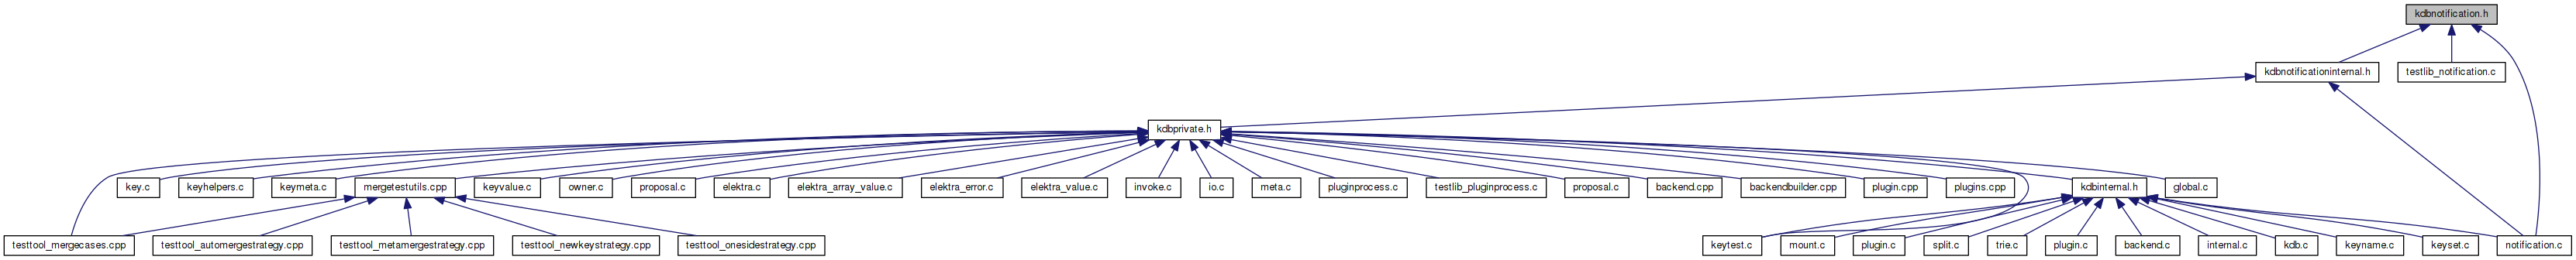 kdbnotification.h
kdbnotificationinternal.h
testlib_notification.c
kdbprivate.h
key.c
keyhelpers.c
keymeta.c
mergetestutils.cpp
keyvalue.c
owner.c
proposal.c
elektra.c
elektra_array_value.c
elektra_error.c
elektra_value.c
invoke.c
io.c
meta.c
pluginprocess.c
testlib_pluginprocess.c
proposal.c
backend.cpp
backendbuilder.cpp
plugin.cpp
plugins.cpp
kdbinternal.h
global.c
testtool_mergecases.cpp
testtool_automergestrategy.cpp
testtool_metamergestrategy.cpp
testtool_newkeystrategy.cpp
testtool_onesidestrategy.cpp
keytest.c
mount.c
plugin.c
split.c
trie.c
plugin.c
backend.c
internal.c
kdb.c
keyname.c
keyset.c
notification.c